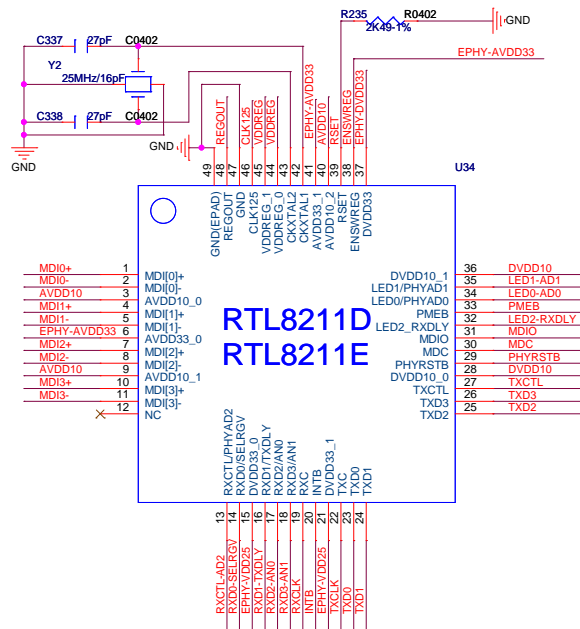 C337 27pF C0402
Y2
25MHz/16pF
C338 27pF C0402
GND
R235 R0402
2K49-1%
GND
EPHY-AVDD33
GND
REGOUT
CLK125
VDDREG
VDDREG
EPHY-AVDD33
AVDD10
RSET
ENSWREG
EPHY-DVDD33
49 48 47 46 45 44 43 42 41 40 39 38 37
U34
GND(EPAD)
REGOUT
GND
CLK125
VDDREG_1
VDDREG_0
CKXTAL2
CKXTAL1
AVDD33_1
AVDD10_2
RSET
ENSWREG
DVDD33
MDI0+ 1 MDI[0]+
MDI0- 2 MDI[0]-
AVDD10 3 AVDD10_0
MDI1+ 4 MDI[1]+
MDI1- 5 MDI[1]-
EPHY-AVDD33 6 AVDD33_0
MDI2+ 7 MDI[2]+
MDI2- 8 MDI[2]-
AVDD10 9 AVDD10_1
MDI3+ 10 MDI[3]+
MDI3- 11 MDI[3]-
12 NC
RTL8211D
RTL8211E
DVDD10_1 36 DVDD10
LED1/PHYAD1 35 LED1-AD1
LED0/PHYAD0 34 LED0-AD0
PMEB 33 PMEB
LED2_RXDLY 32 LED2-RXDLY
MDIO 31 MDIO
MDC 30 MDC
PHYRSTB 29 PHYRSTB
DVDD10_0 28 DVDD10
TXCTL 27 TXCTL
TXD3 26 TXD3
TXD2 25 TXD2
RXCTL/PHYAD2
RXD0/SELRGV
DVDD33_0
RXD1/TXDLY
RXD2/AN0
RXD3/AN1
RXC
INTB
DVDD33_1
TXC
TXD0
TXD1
13 14 15 16 17 18 19 20 21 22 23 24
RXCTL-AD2
RXD0-SELRGV
EPHY-VDD25
RXD1-TXDLY
RXD2-AN0
RXD3-AN1
RXCLK
INTB
EPHY-VDD25
TXCLK
TXD0
TXD1